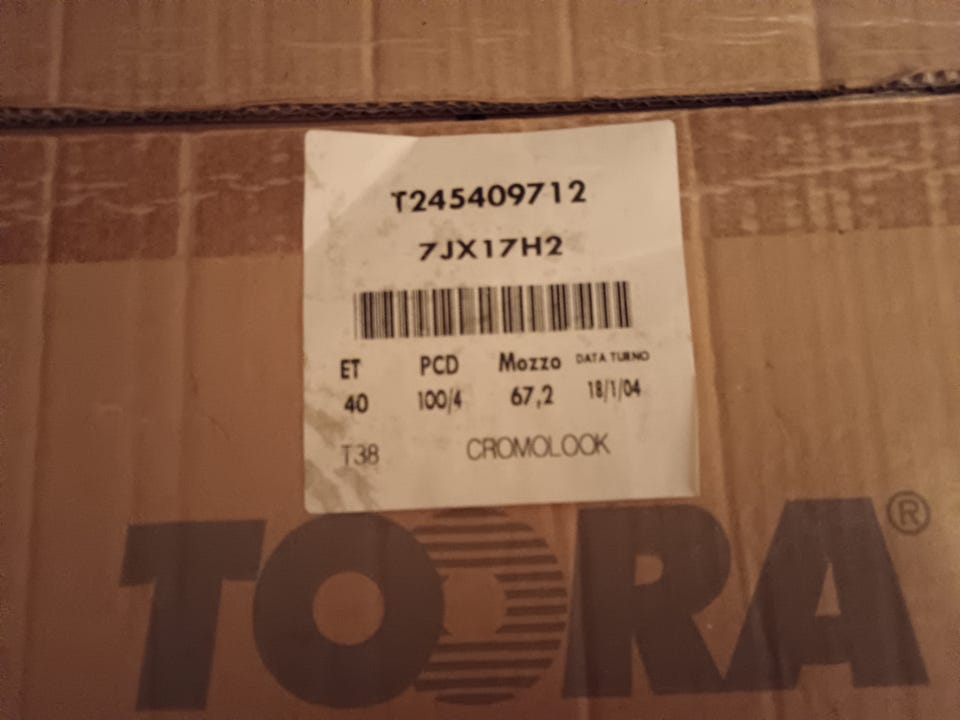 T245409712
7JX17H2
ET PCD Mozzo DATA TURNO
40 100/4 67,2 18/1/04
T38 CROMOLOOK
TOORA®